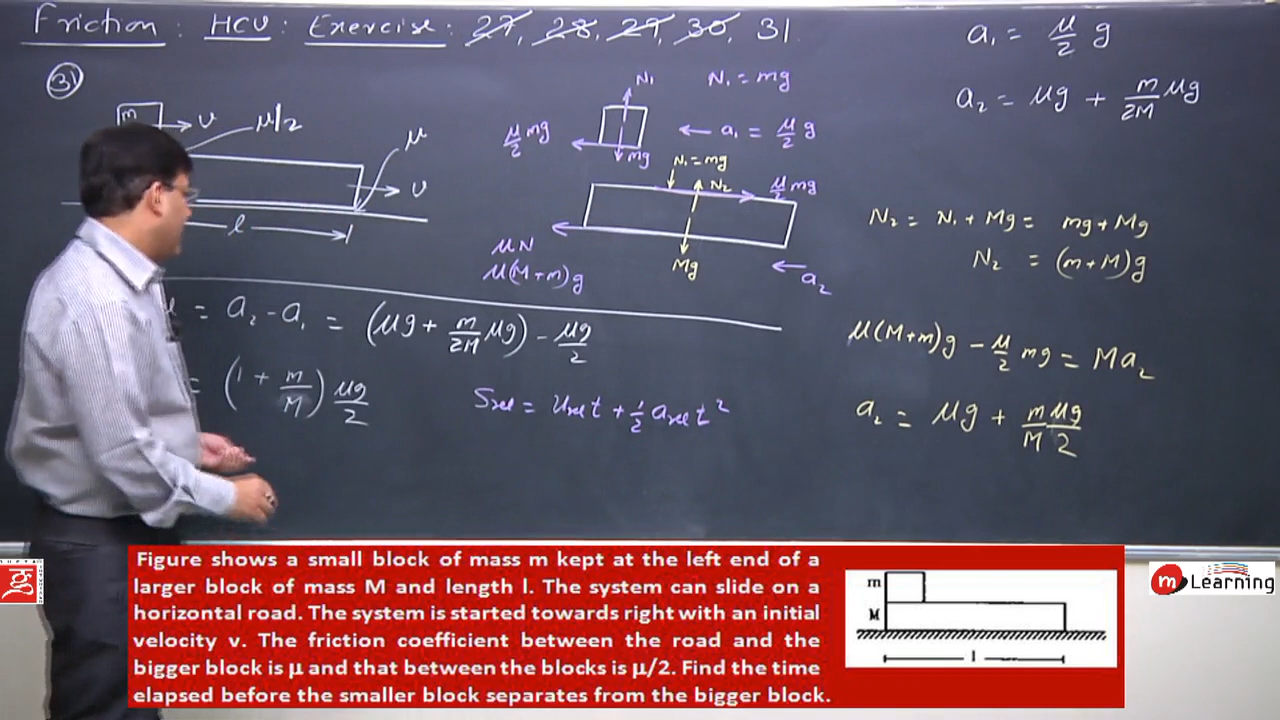 Friction : HCV : Exercise : 27, 28, 29, 30, 31
31
m
v
μ/2
μ
v
l
N₁
N₁ = mg
μ/2 mg
← a₁ = μ/2 g
mg
N₁ = mg
N₂
μ/2 mg
μN
μ(M+m)g
Mg
← a₂
a₁ = μ/2 g
a₂ = μg + m/2M μg
N₂ = N₁ + Mg = mg + Mg
N₂ = (m+M)g
μ(M+m)g - μ/2 mg = Ma₂
a₂ = μg + m/M μg/2
= a₂ - a₁ = (μg + m/2M μg) - μg/2
= (1 + m/M) μg/2
Srel = Urel t + 1/2 arel t²
Figure shows a small block of mass m kept at the left end of a
larger block of mass M and length l. The system can slide on a
horizontal road. The system is started towards right with an initial
velocity v. The friction coefficient between the road and the
bigger block is μ and that between the blocks is μ/2. Find the time
elapsed before the smaller block separates from the bigger block.
m
M
l
m Learning